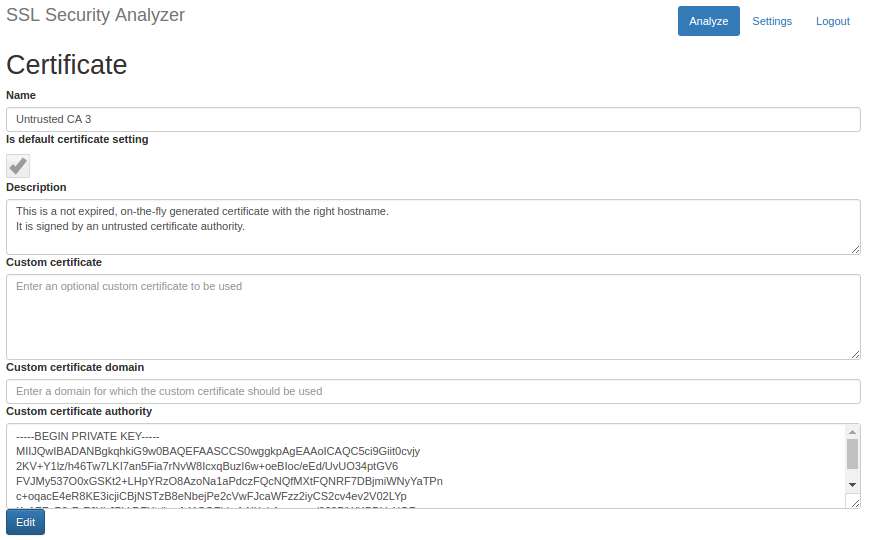 SSL Security Analyzer
Analyze Settings Logout
Certificate
Name
Untrusted CA 3
Is default certificate setting
Description
This is a not expired, on-the-fly generated certificate with the right hostname.
It is signed by an untrusted certificate authority.
Custom certificate
Enter an optional custom certificate to be used
Custom certificate domain
Enter a domain for which the custom certificate should be used
Custom certificate authority
-----BEGIN PRIVATE KEY-----
MIIJQwIBADANBgkqhkiG9w0BAQEFAASCCS0wggkpAgEAAoICAQC5ci9Giit0cvjy
2KV+Y1Iz/h46Tw7LKI7an5Fia7rNvW8IcxqBuzI6w+oeBIoc/eEd/UvUO34ptGV6
FVJMy537O0xGSKt2+LHpYRzO8AzoNa1aPdczFQcNQfMXtFQNRF7DBjmiWNyYaTPn
c+oqacE4eR8KE3icjiCBjNSTzB8eNbejPe2cVwFJcaWFzz2iyCS2cv4ev2V02LYp
Edit